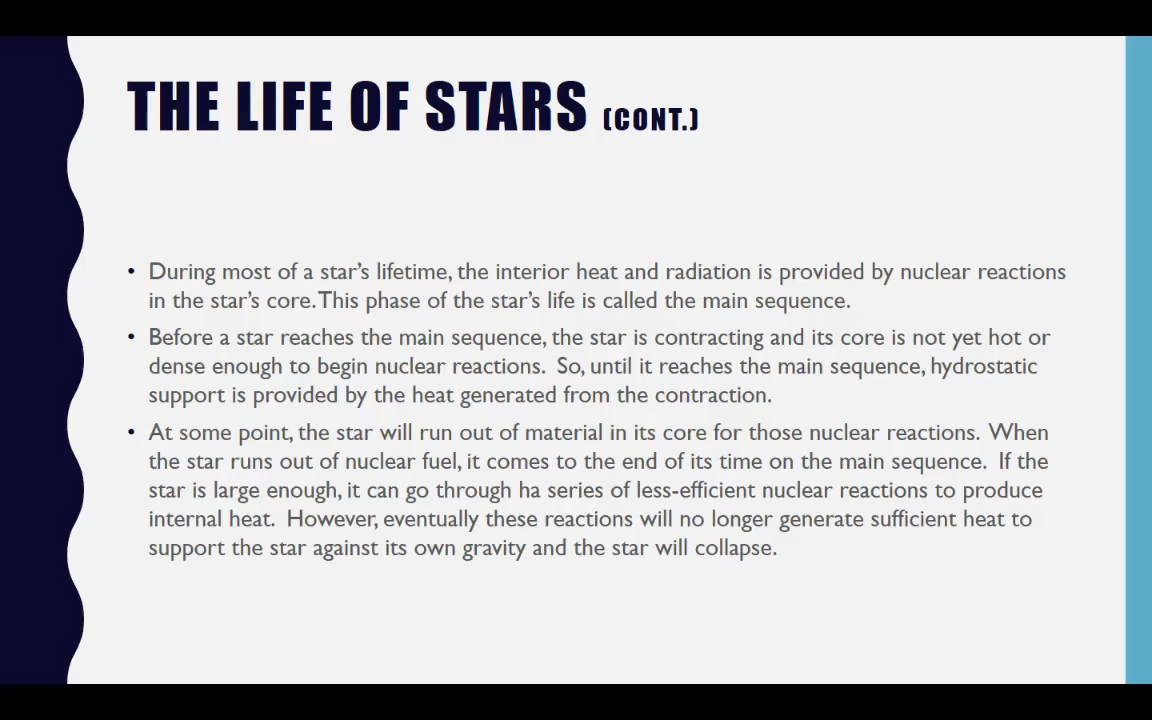 THE LIFE OF STARS (CONT.)
• During most of a star’s lifetime, the interior heat and radiation is provided by nuclear reactions
in the star’s core. This phase of the star’s life is called the main sequence.
• Before a star reaches the main sequence, the star is contracting and its core is not yet hot or
dense enough to begin nuclear reactions.  So, until it reaches the main sequence, hydrostatic
support is provided by the heat generated from the contraction.
• At some point, the star will run out of material in its core for those nuclear reactions.  When
the star runs out of nuclear fuel, it comes to the end of its time on the main sequence.  If the
star is large enough, it can go through ha series of less-efficient nuclear reactions to produce
internal heat.  However, eventually these reactions will no longer generate sufficient heat to
support the star against its own gravity and the star will collapse.